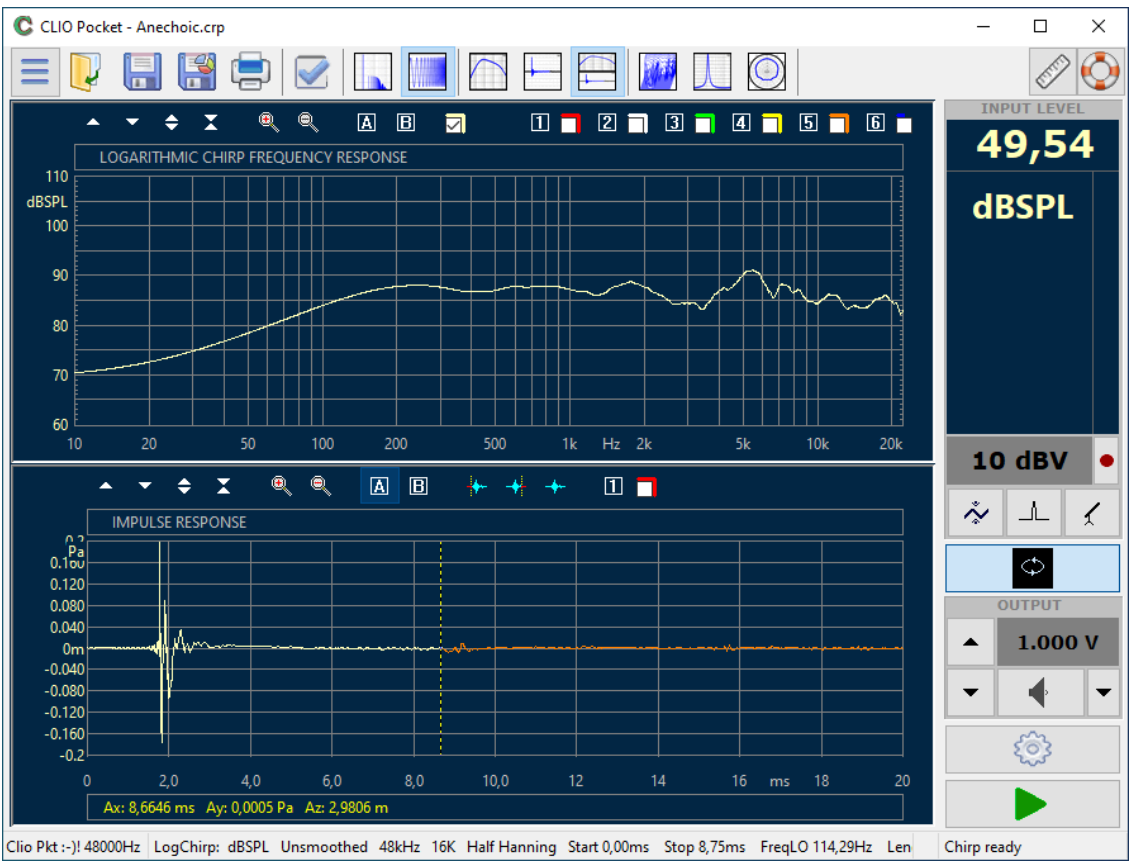 CLIO Pocket - Anechoic.crp
INPUT LEVEL
49,54
dBSPL
A B 1 2 3 4 5 6
LOGARITHMIC CHIRP FREQUENCY RESPONSE
110
dBSPL
100
90
80
70
60
10 20 50 100 200 500 1k Hz 2k 5k 10k 20k
10 dBV
A B 1
IMPULSE RESPONSE
0.2
Pa
0.160
0.120
0.080
0.040
0m
-0.040
-0.080
-0.120
-0.160
-0.2
0 2,0 4,0 6,0 8,0 10,0 12 14 16 ms 18 20
Ax: 8,6646 ms Ay: 0,0005 Pa Az: 2,9806 m
OUTPUT
1.000 V
Clio Pkt :-)! 48000Hz LogChirp: dBSPL Unsmoothed 48kHz 16K Half Hanning Start 0,00ms Stop 8,75ms FreqLO 114,29Hz Len Chirp ready